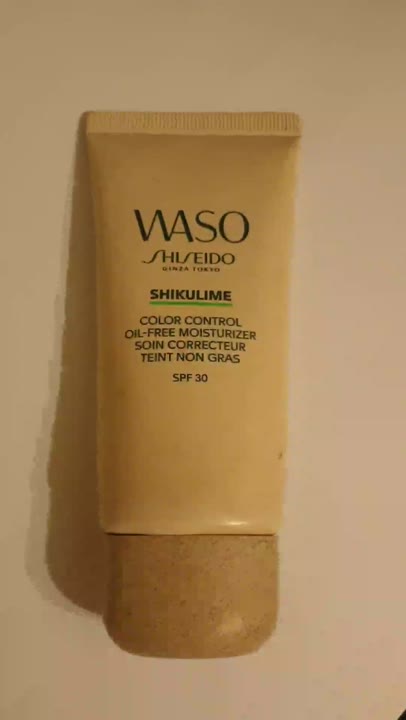 WASO
SHISEIDO
GINZA TOKYO
SHIKULIME
COLOR CONTROL
OIL-FREE MOISTURIZER
SOIN CORRECTEUR
TEINT NON GRAS
SPF 30